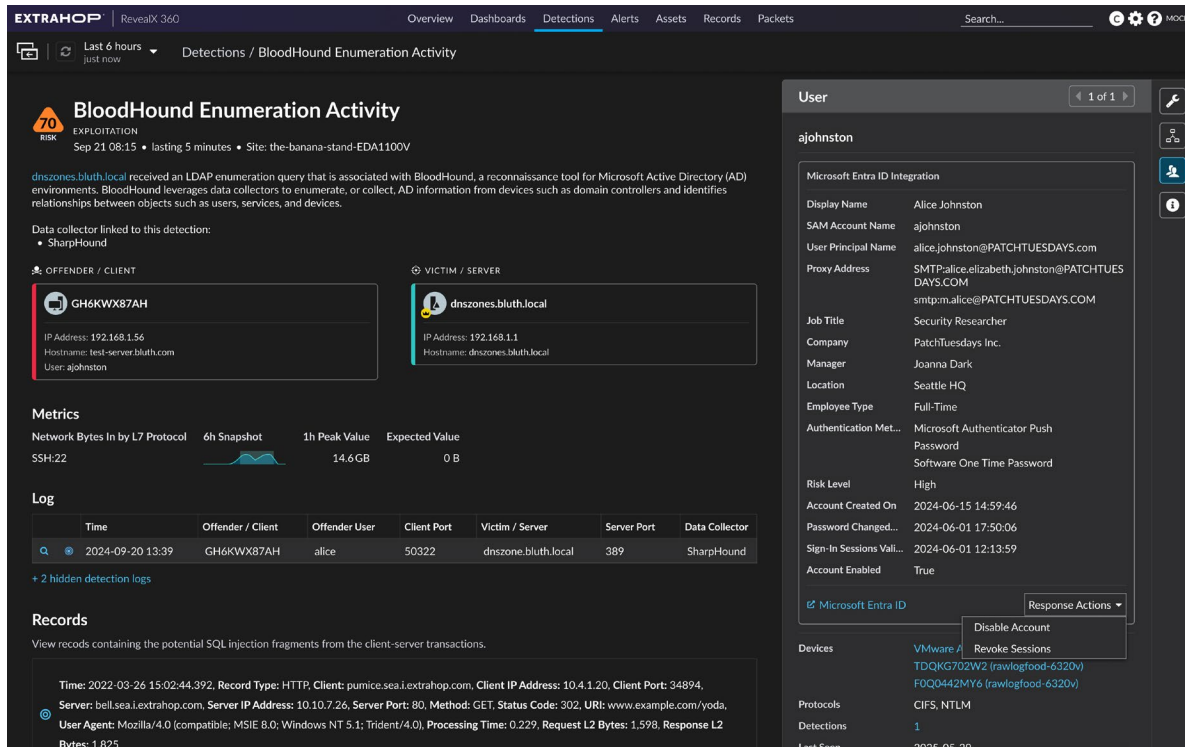 EXTRAHOP RevealX 360 Overview Dashboards Detections Alerts Assets Records Packets Search...
Last 6 hours
just now
Detections / BloodHound Enumeration Activity
70
RISK
BloodHound Enumeration Activity
EXPLOITATION
Sep 21 08:15 • lasting 5 minutes • Site: the-banana-stand-EDA1100V
dnszones.bluth.local received an LDAP enumeration query that is associated with BloodHound, a reconnaissance tool for Microsoft Active Directory (AD)
environments. BloodHound leverages data collectors to enumerate, or collect, AD information from devices such as domain controllers and identifies
relationships between objects such as users, services, and devices.
Data collector linked to this detection:
• SharpHound
OFFENDER / CLIENT
GH6KWX87AH
IP Address: 192.168.1.56
Hostname: test-server.bluth.com
User: ajohnston
VICTIM / SERVER
dnszones.bluth.local
IP Address: 192.168.1.1
Hostname: dnszones.bluth.local
Metrics
Network Bytes In by L7 Protocol 6h Snapshot 1h Peak Value Expected Value
SSH:22 14.6 GB 0 B
Log
Time Offender / Client Offender User Client Port Victim / Server Server Port Data Collector
2024-09-20 13:39 GH6KWX87AH alice 50322 dnszone.bluth.local 389 SharpHound
+ 2 hidden detection logs
Records
View recods containing the potential SQL injection fragments from the client-server transactions.
Time: 2022-03-26 15:02:44.392, Record Type: HTTP, Client: pumice.sea.i.extrahop.com, Client IP Address: 10.4.1.20, Client Port: 34894,
Server: bell.sea.i.extrahop.com, Server IP Address: 10.10.7.26, Server Port: 80, Method: GET, Status Code: 302, URI: www.example.com/yoda,
User Agent: Mozilla/4.0 (compatible; MSIE 8.0; Windows NT 5.1; Trident/4.0), Processing Time: 0.229, Request L2 Bytes: 1,598, Response L2
Bytes: 1,825
User
1 of 1
ajohnston
Microsoft Entra ID Integration
Display Name Alice Johnston
SAM Account Name ajohnston
User Principal Name alice.johnston@PATCHTUESDAYS.com
Proxy Address SMTP:alice.elizabeth.johnston@PATCHTUES
DAYS.COM
smtp:m.alice@PATCHTUESDAYS.COM
Job Title Security Researcher
Company PatchTuesdays Inc.
Manager Joanna Dark
Location Seattle HQ
Employee Type Full-Time
Authentication Met... Microsoft Authenticator Push
Password
Software One Time Password
Risk Level High
Account Created On 2024-06-15 14:59:46
Password Changed... 2024-06-01 17:50:06
Sign-In Sessions Vali... 2024-06-01 12:13:59
Account Enabled True
Microsoft Entra ID Response Actions
Disable Account
Revoke Sessions
Devices VMware
TDQKG702W2 (rawlogfood-6320v)
F0Q0442MY6 (rawlogfood-6320v)
Protocols CIFS, NTLM
Detections 1
Last Seen 2025-05-29